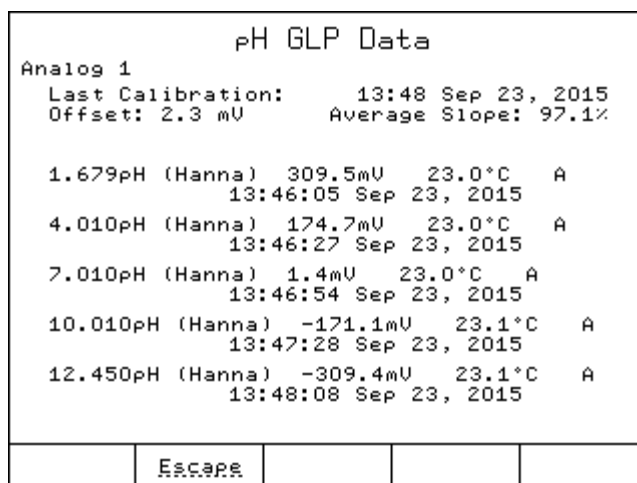 pH GLP Data
Analog 1
Last Calibration: 13:48 Sep 23, 2015
Offset: 2.3 mV Average Slope: 97.1%
1.679pH (Hanna) 309.5mV 23.0°C A
13:46:05 Sep 23, 2015
4.010pH (Hanna) 174.7mV 23.0°C A
13:46:27 Sep 23, 2015
7.010pH (Hanna) 1.4mV 23.0°C A
13:46:54 Sep 23, 2015
10.010pH (Hanna) -171.1mV 23.1°C A
13:47:28 Sep 23, 2015
12.450pH (Hanna) -309.4mV 23.1°C A
13:48:08 Sep 23, 2015
Escape